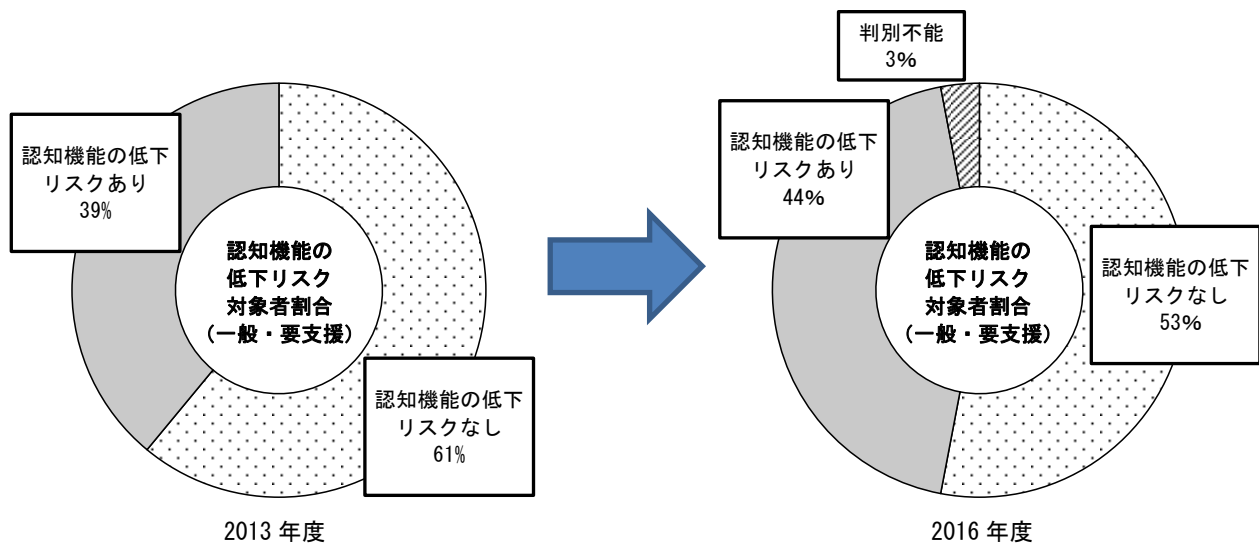 認知機能の低下
リスクあり
39%
認知機能の
低下リスク
対象者割合
（一般・要支援）
認知機能の低下
リスクなし
61%
2013 年度
判別不能
3%
認知機能の低下
リスクあり
44%
認知機能の
低下リスク
対象者割合
（一般・要支援）
認知機能の低下
リスクなし
53%
2016 年度